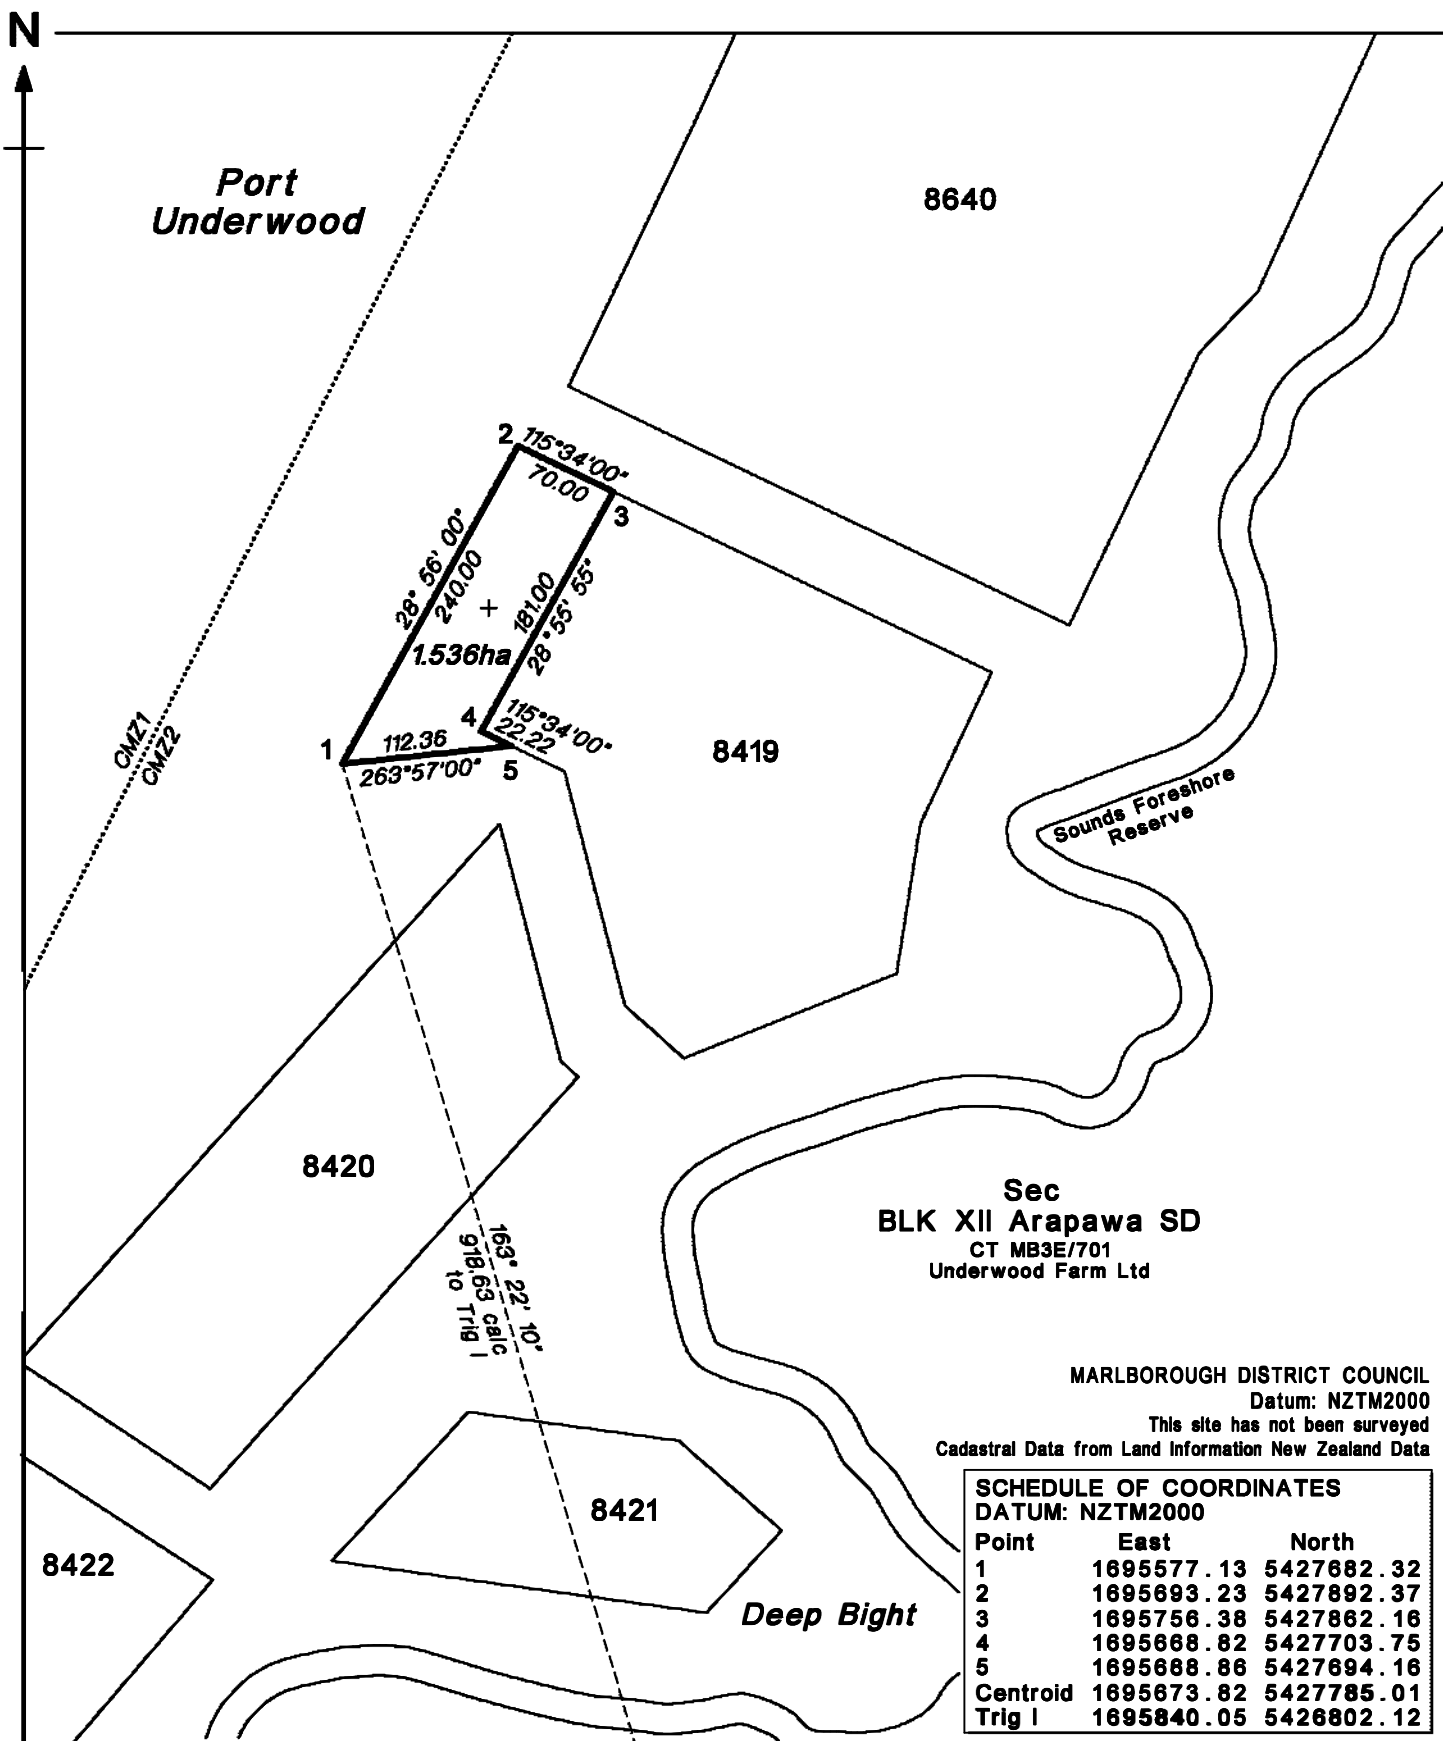 N
Port
Underwood
8640
2
115°34'00"
70.00
3
28° 56' 00"
240.00
181.00
28°55' 55"
1.536ha
4
115°34'00"
22.22
1
112.36
263°57'00"
5
8419
CMZ1
CMZ2
Sounds Foreshore
Reserve
8420
163° 22' 10"
918.63 calc
to Trig I
Sec
BLK XII Arapawa SD
CT MB3E/701
Underwood Farm Ltd
MARLBOROUGH DISTRICT COUNCIL
Datum: NZTM2000
This site has not been surveyed
Cadastral Data from Land Information New Zealand Data
8421
8422
Deep Bight
SCHEDULE OF COORDINATES
DATUM: NZTM2000
Point East North
1 1695577.13 5427682.32
2 1695693.23 5427892.37
3 1695756.38 5427862.16
4 1695668.82 5427703.75
5 1695688.86 5427694.16
Centroid 1695673.82 5427785.01
Trig I 1695840.05 5426802.12